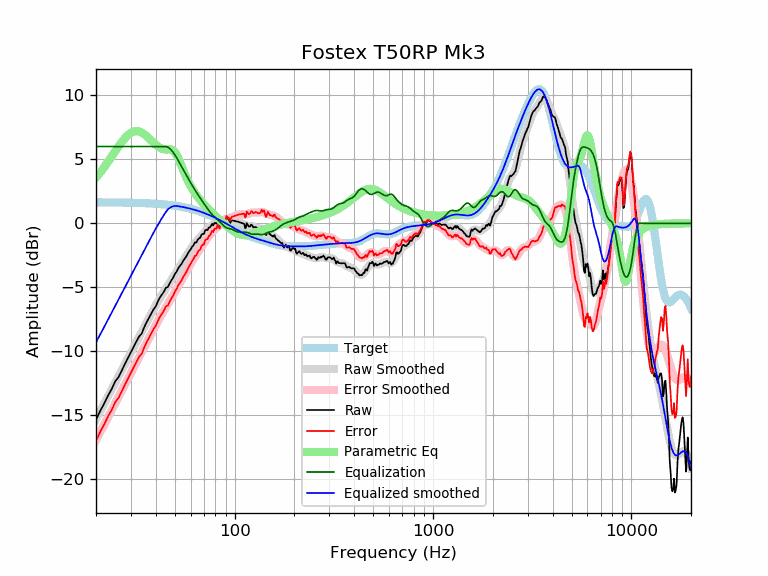 Fostex T50RP Mk3
Amplitude (dBr)
10
5
0
−5
−10
−15
−20
Target
Raw Smoothed
Error Smoothed
Raw
Error
Parametric Eq
Equalization
Equalized smoothed
100
1000
10000
Frequency (Hz)